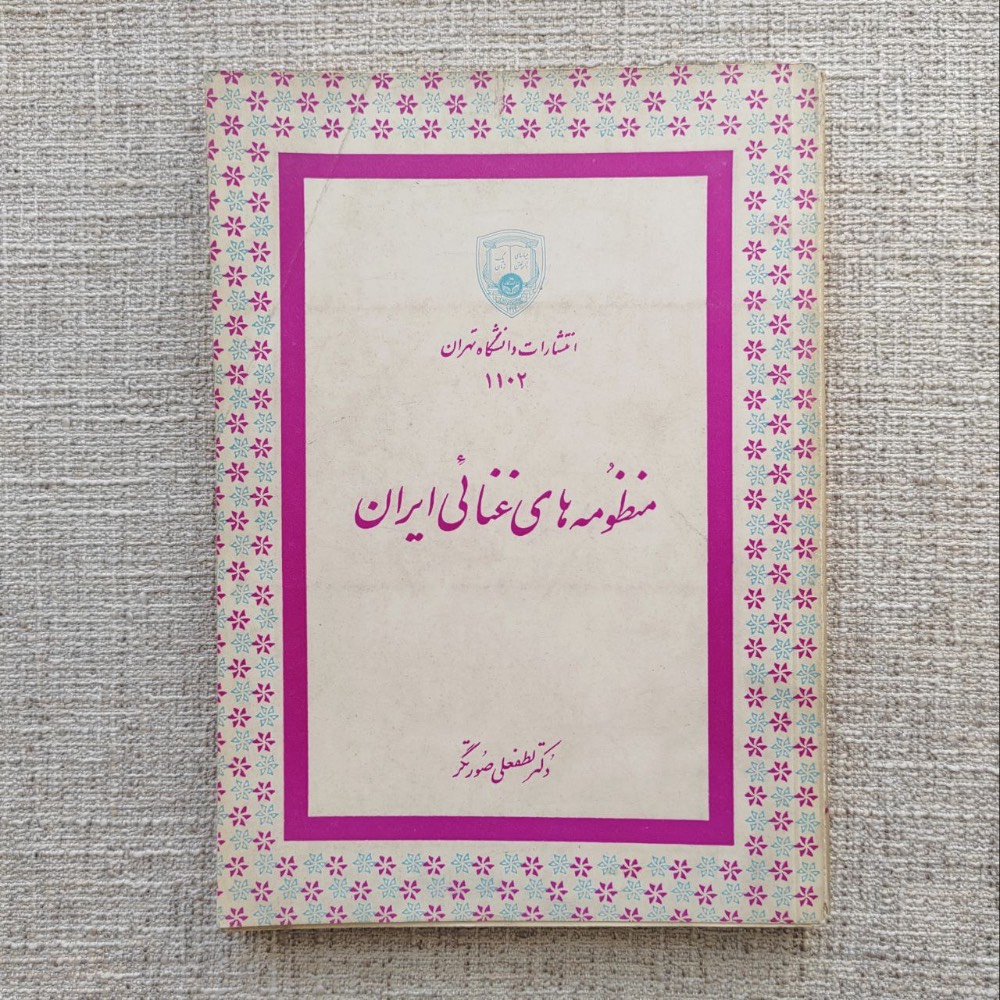 انتشارات دانشگاه تهران
۱۱۰۲
منظومه های غنائی ایران
دکتر لطفعلی صورتگر